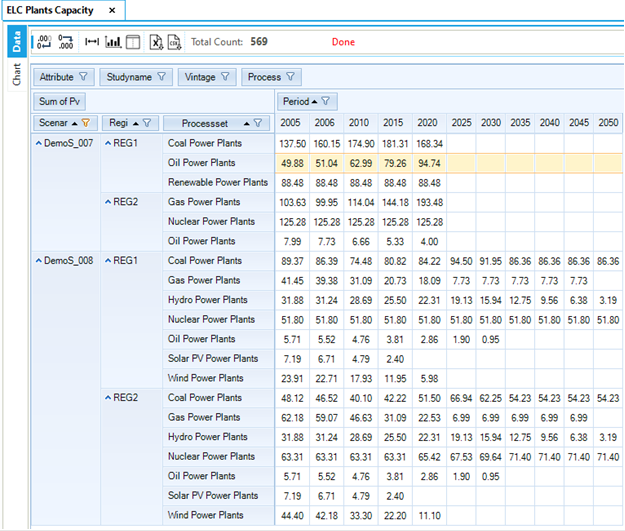 ELC Plants Capacity ×
Data
Chart
Total Count: 569 Done
Attribute Studyname Vintage Process
Sum of Pv Period
Scenar Regi Processset 2005 2006 2010 2015 2020 2025 2030 2035 2040 2045 2050
DemoS_007 REG1 Coal Power Plants 137.50 160.15 174.90 181.31 168.34
Oil Power Plants 49.88 51.04 62.99 79.26 94.74
Renewable Power Plants 88.48 88.48 88.48 88.48 88.48
REG2 Gas Power Plants 103.63 99.95 114.04 144.18 193.48
Nuclear Power Plants 125.28 125.28 125.28 125.28 125.28
Oil Power Plants 7.99 7.73 6.66 5.33 4.00
DemoS_008 REG1 Coal Power Plants 89.37 86.39 74.48 80.82 84.22 94.50 91.95 86.36 86.36 86.36 86.36
Gas Power Plants 41.45 39.38 31.09 20.73 18.09 7.73 7.73 7.73 7.73 7.73
Hydro Power Plants 31.88 31.24 28.69 25.50 22.31 19.13 15.94 12.75 9.56 6.38 3.19
Nuclear Power Plants 51.80 51.80 51.80 51.80 51.80 51.80 51.80 51.80 51.80 51.80 51.80
Oil Power Plants 5.71 5.52 4.76 3.81 2.86 1.90 0.95
Solar PV Power Plants 7.19 6.71 4.79 2.40
Wind Power Plants 23.91 22.71 17.93 11.95 5.98
REG2 Coal Power Plants 48.12 46.52 40.10 42.22 51.50 66.94 62.25 54.23 54.23 54.23 54.23
Gas Power Plants 62.18 59.07 46.63 31.09 22.53 6.99 6.99 6.99 6.99 6.99
Hydro Power Plants 31.88 31.24 28.69 25.50 22.31 19.13 15.94 12.75 9.56 6.38 3.19
Nuclear Power Plants 63.31 63.31 63.31 63.31 65.42 67.53 69.64 71.40 71.40 71.40 71.40
Oil Power Plants 5.71 5.52 4.76 3.81 2.86 1.90 0.95
Solar PV Power Plants 7.19 6.71 4.79 2.40
Wind Power Plants 44.40 42.18 33.30 22.20 11.10